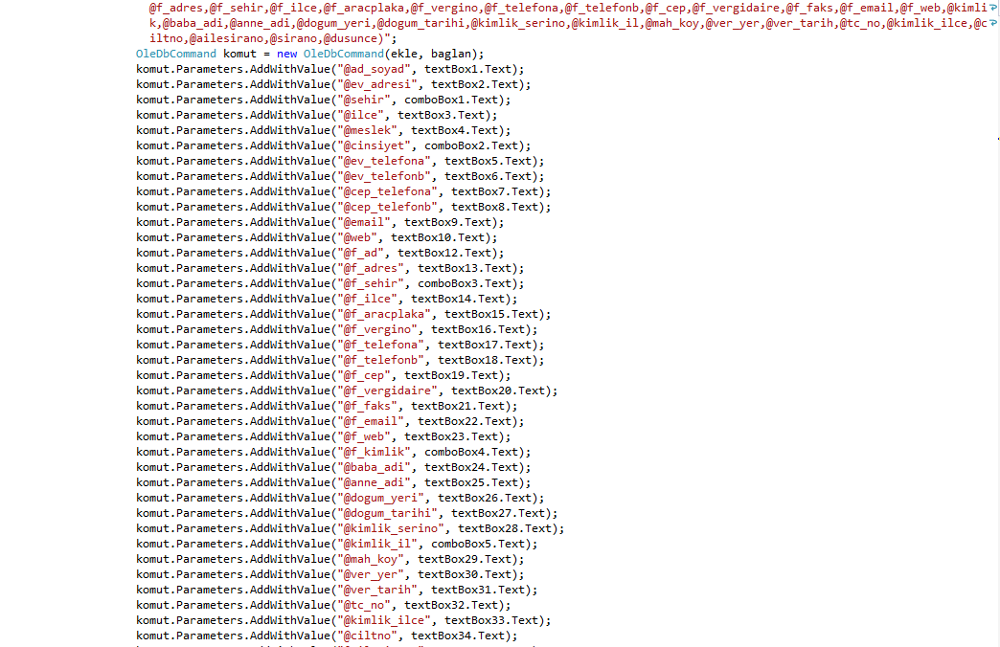 @f_adres,@f_sehir,@f_ilce,@f_aracplaka,@f_vergino,@f_telefona,@f_telefonb,@f_cep,@f_vergidaire,@f_faks,@f_email,@f_web,@kimli
k,@baba_adi,@anne_adi,@dogum_yeri,@dogum_tarihi,@kimlik_serino,@kimlik_il,@mah_koy,@ver_yer,@ver_tarih,@tc_no,@kimlik_ilce,@c
iltno,@ailesirano,@sirano,@dusunce)";
OleDbCommand komut = new OleDbCommand(ekle, baglan);
komut.Parameters.AddWithValue("@ad_soyad", textBox1.Text);
komut.Parameters.AddWithValue("@ev_adresi", textBox2.Text);
komut.Parameters.AddWithValue("@sehir", comboBox1.Text);
komut.Parameters.AddWithValue("@ilce", textBox3.Text);
komut.Parameters.AddWithValue("@meslek", textBox4.Text);
komut.Parameters.AddWithValue("@cinsiyet", comboBox2.Text);
komut.Parameters.AddWithValue("@ev_telefona", textBox5.Text);
komut.Parameters.AddWithValue("@ev_telefonb", textBox6.Text);
komut.Parameters.AddWithValue("@cep_telefona", textBox7.Text);
komut.Parameters.AddWithValue("@cep_telefonb", textBox8.Text);
komut.Parameters.AddWithValue("@email", textBox9.Text);
komut.Parameters.AddWithValue("@web", textBox10.Text);
komut.Parameters.AddWithValue("@f_ad", textBox12.Text);
komut.Parameters.AddWithValue("@f_adres", textBox13.Text);
komut.Parameters.AddWithValue("@f_sehir", comboBox3.Text);
komut.Parameters.AddWithValue("@f_ilce", textBox14.Text);
komut.Parameters.AddWithValue("@f_aracplaka", textBox15.Text);
komut.Parameters.AddWithValue("@f_vergino", textBox16.Text);
komut.Parameters.AddWithValue("@f_telefona", textBox17.Text);
komut.Parameters.AddWithValue("@f_telefonb", textBox18.Text);
komut.Parameters.AddWithValue("@f_cep", textBox19.Text);
komut.Parameters.AddWithValue("@f_vergidaire", textBox20.Text);
komut.Parameters.AddWithValue("@f_faks", textBox21.Text);
komut.Parameters.AddWithValue("@f_email", textBox22.Text);
komut.Parameters.AddWithValue("@f_web", textBox23.Text);
komut.Parameters.AddWithValue("@f_kimlik", comboBox4.Text);
komut.Parameters.AddWithValue("@baba_adi", textBox24.Text);
komut.Parameters.AddWithValue("@anne_adi", textBox25.Text);
komut.Parameters.AddWithValue("@dogum_yeri", textBox26.Text);
komut.Parameters.AddWithValue("@dogum_tarihi", textBox27.Text);
komut.Parameters.AddWithValue("@kimlik_serino", textBox28.Text);
komut.Parameters.AddWithValue("@kimlik_il", comboBox5.Text);
komut.Parameters.AddWithValue("@mah_koy", textBox29.Text);
komut.Parameters.AddWithValue("@ver_yer", textBox30.Text);
komut.Parameters.AddWithValue("@ver_tarih", textBox31.Text);
komut.Parameters.AddWithValue("@tc_no", textBox32.Text);
komut.Parameters.AddWithValue("@kimlik_ilce", textBox33.Text);
komut.Parameters.AddWithValue("@ciltno", textBox34.Text);